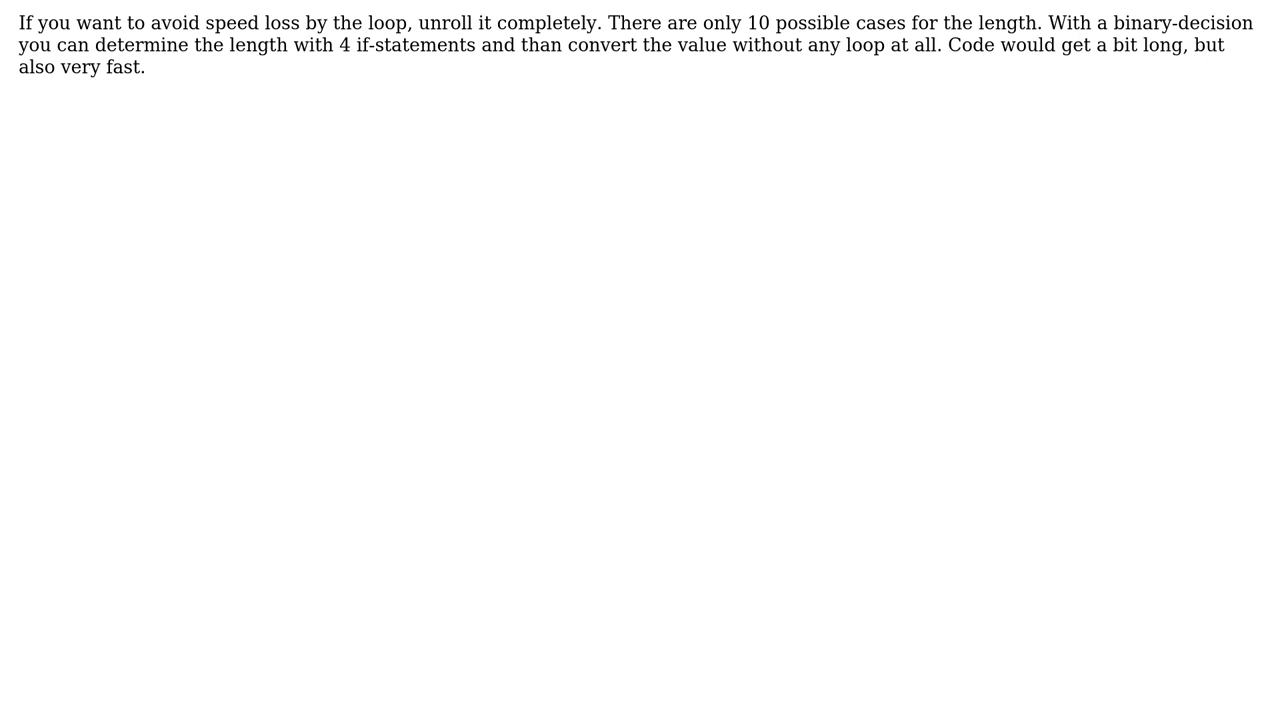 If you want to avoid speed loss by the loop, unroll it completely. There are only 10 possible cases for the length. With a binary-decision
you can determine the length with 4 if-statements and than convert the value without any loop at all. Code would get a bit long, but
also very fast.